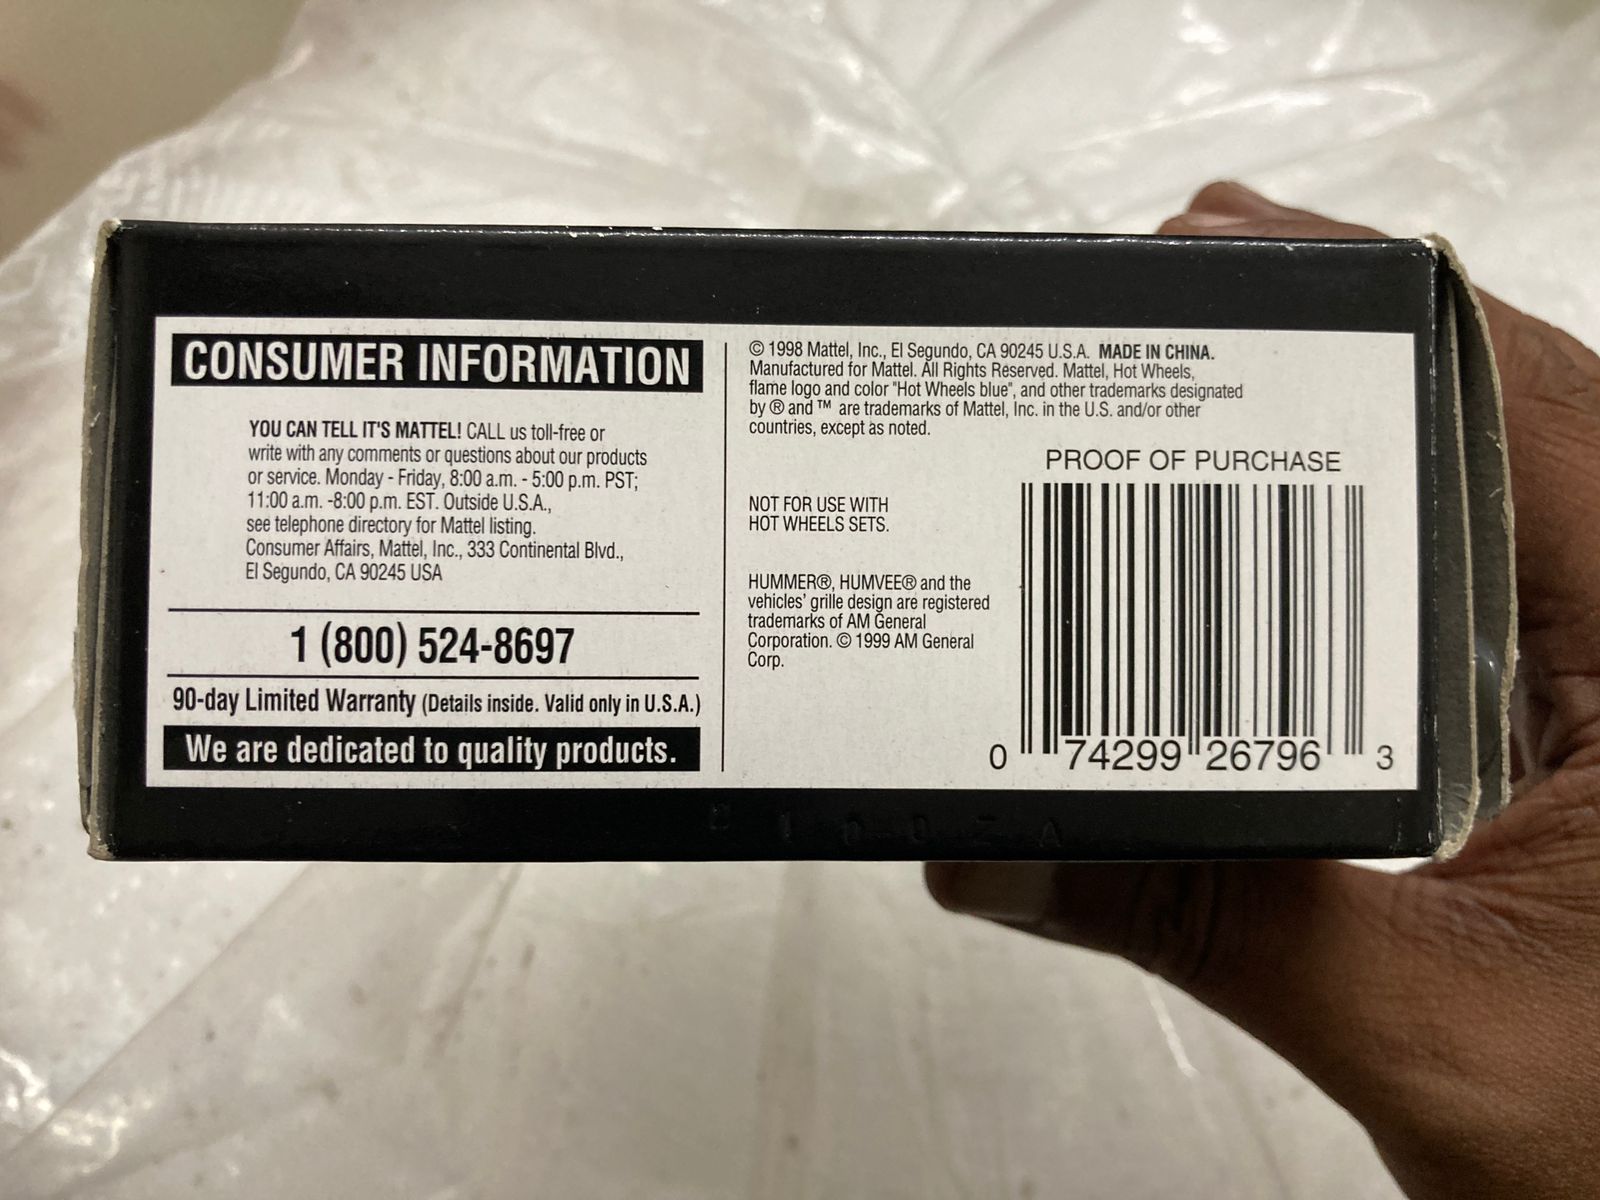 CONSUMER INFORMATION
YOU CAN TELL IT'S MATTEL! CALL us toll-free or
write with any comments or questions about our products
or service. Monday - Friday, 8:00 a.m. - 5:00 p.m. PST;
11:00 a.m. -8:00 p.m. EST. Outside U.S.A.,
see telephone directory for Mattel listing.
Consumer Affairs, Mattel, Inc., 333 Continental Blvd.,
El Segundo, CA 90245 USA
1 (800) 524-8697
90-day Limited Warranty (Details inside. Valid only in U.S.A.)
We are dedicated to quality products.
© 1998 Mattel, Inc., El Segundo, CA 90245 U.S.A. MADE IN CHINA.
Manufactured for Mattel. All Rights Reserved. Mattel, Hot Wheels,
flame logo and color "Hot Wheels blue", and other trademarks designated
by ® and ™ are trademarks of Mattel, Inc. in the U.S. and/or other
countries, except as noted.
NOT FOR USE WITH
HOT WHEELS SETS.
HUMMER®, HUMVEE® and the
vehicles' grille design are registered
trademarks of AM General
Corporation. © 1999 AM General
Corp.
PROOF OF PURCHASE
0 74299 26796 3